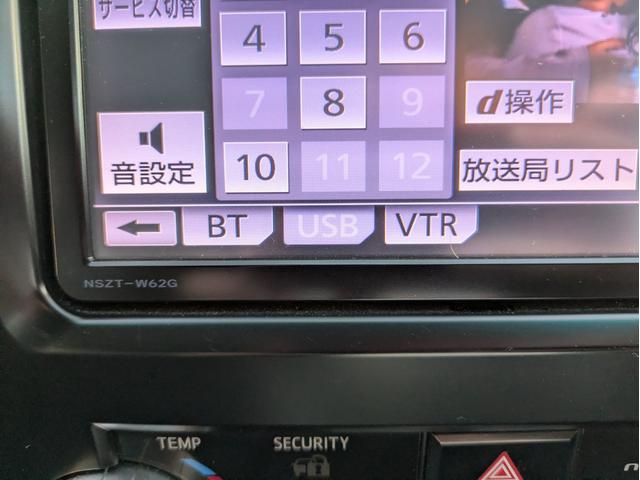 サービス切替
4 5 6
7 8 9
d操作
音設定
10 11 12
放送局リスト
BT USB VTR
NSZT-W62G
TEMP
SECURITY